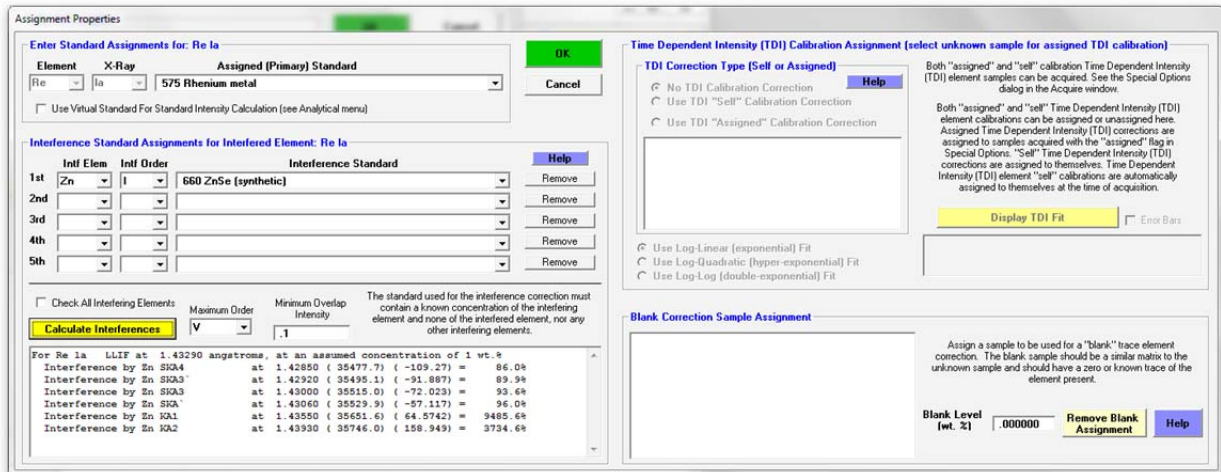 Assignment Properties
Enter Standard Assignments for: Re la
Element X-Ray Assigned (Primary) Standard
Re la 575 Rhenium metal
Use Virtual Standard For Standard Intensity Calculation (see Analytical menu)
OK
Cancel
Interference Standard Assignments for Interfered Element: Re la
Intf Elem Intf Order Interference Standard Help
1st Zn I 660 ZnSe (synthetic) Remove
2nd Remove
3rd Remove
4th Remove
5th Remove
Check All Interfering Elements
Calculate Interferences
Maximum Order
V
Minimum Overlap
Intensity
.1
The standard used for the interference correction must
contain a known concentration of the interfering
element and none of the interfered element, nor any
other interfering elements.
For Re la LLIF at 1.43290 angstroms, at an assumed concentration of 1 wt.%
Interference by Zn SKA4 at 1.42850 ( 35477.7) ( -109.27) = 86.0%
Interference by Zn SKA3` at 1.42920 ( 35495.1) ( -91.887) = 89.9%
Interference by Zn SKA3 at 1.43000 ( 35515.0) ( -72.023) = 93.6%
Interference by Zn SKA` at 1.43060 ( 35529.9) ( -57.117) = 96.0%
Interference by Zn KA1 at 1.43550 ( 35651.6) ( 64.5742) = 9485.6%
Interference by Zn KA2 at 1.43930 ( 35746.0) ( 158.949) = 3734.6%
Time Dependent Intensity (TDI) Calibration Assignment (select unknown sample for assigned TDI calibration)
TDI Correction Type (Self or Assigned)
Help
No TDI Calibration Correction
Use TDI "Self" Calibration Correction
Use TDI "Assigned" Calibration Correction
Use Log-Linear (exponential) Fit
Use Log-Quadratic (hyper-exponential) Fit
Use Log-Log (double-exponential) Fit
Both "assigned" and "self" calibration Time Dependent Intensity
(TDI) element samples can be acquired. See the Special Options
dialog in the Acquire window.
Both "assigned" and "self" Time Dependent Intensity (TDI)
element calibrations can be assigned or unassigned here.
Assigned Time Dependent Intensity (TDI) corrections are
assigned to samples acquired with the "assigned" flag in
Special Options. "Self" Time Dependent Intensity (TDI)
corrections are assigned to themselves. Time Dependent
Intensity (TDI) element "self" calibrations are automatically
assigned to themselves at the time of acquisition.
Display TDI Fit
Error Bars
Blank Correction Sample Assignment
Assign a sample to be used for a "blank" trace element
correction. The blank sample should be a similar matrix to the
unknown sample and should have a zero or known trace of the
element present.
Blank Level
(wt. %)
.000000
Remove Blank
Assignment
Help